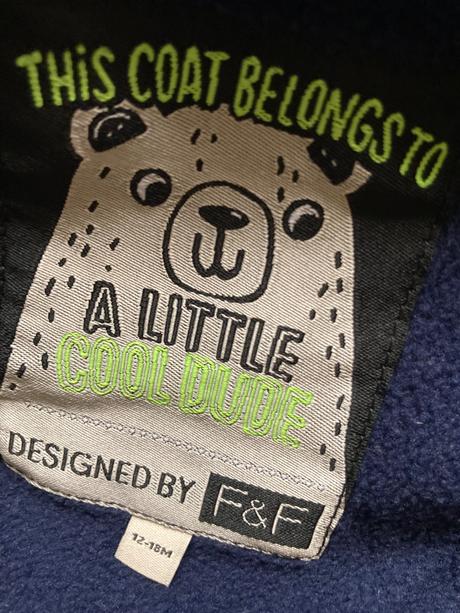 THiS COAT BELONGS TO
A LITTLE
COOL DUDE
DESIGNED BY F&F
12-18M